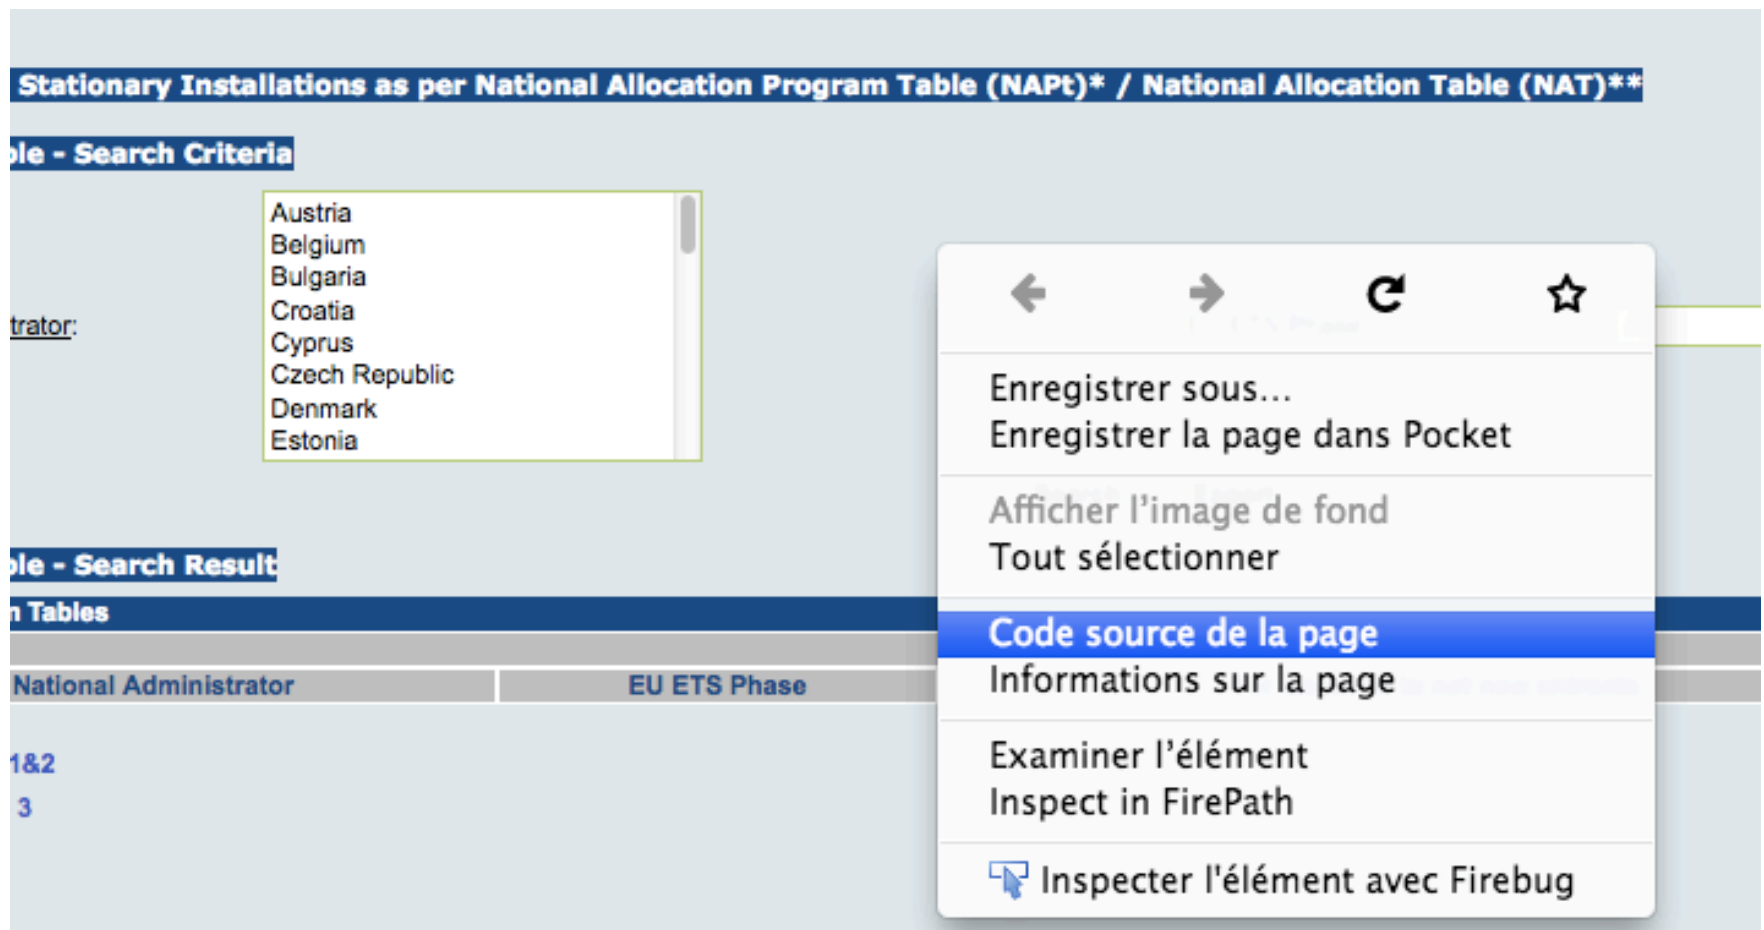 Stationary Installations as per National Allocation Program Table (NAPt)* / National Allocation Table (NAT)**
ole - Search Criteria
Austria
Belgium
Bulgaria
Croatia
trator:
Cyprus
Czech Republic
Denmark
Estonia
Enregistrer sous...
Enregistrer la page dans Pocket
Afficher l'image de fond
Tout sélectionner
ole - Search Result
n Tables
Code source de la page
National Administrator
EU ETS Phase
Informations sur la page
1&2
3
Examiner l'élément
Inspect in FirePath
Inspecter l'élément avec Firebug